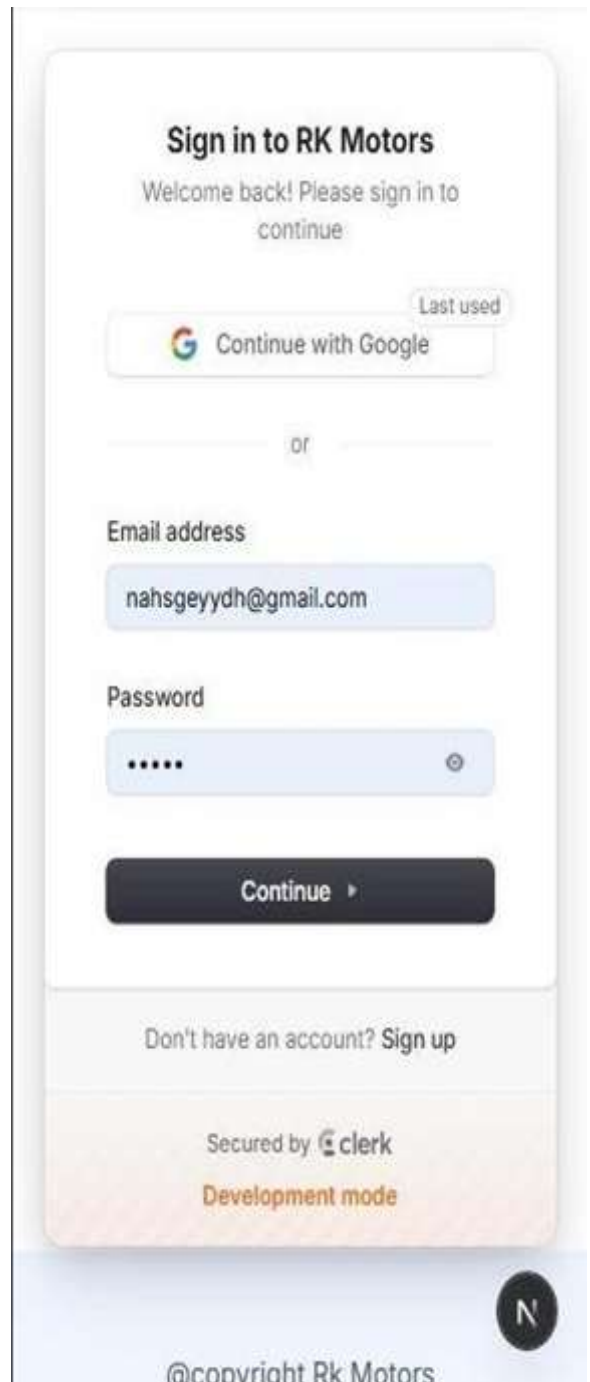 Sign in to RK Motors
Welcome back! Please sign in to
continue
Last used
Continue with Google
or
Email address
nahsgeyydh@gmail.com
Password
Continue
Don't have an account? Sign up
Secured by clerk
Development mode
N
@copyright Rk Motors